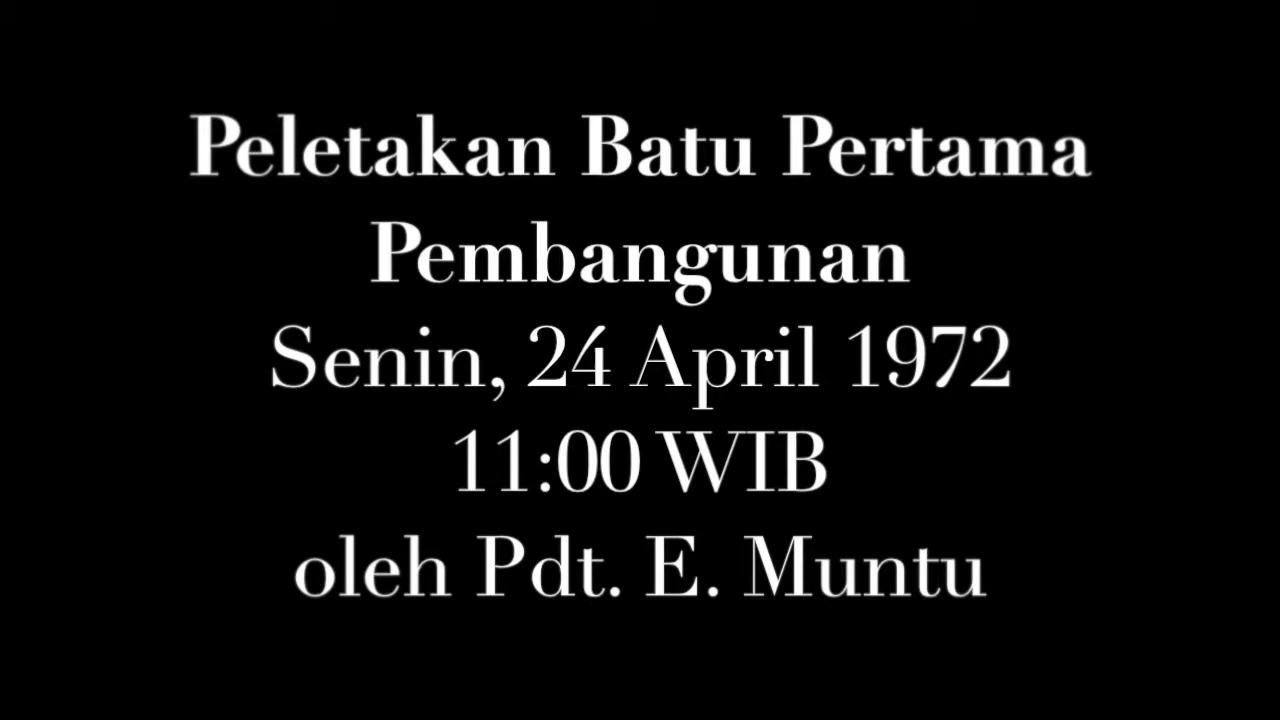 Peletakan Batu Pertama
Pembangunan
Senin, 24 April 1972
11:00 WIB
oleh Pdt. E. Muntu